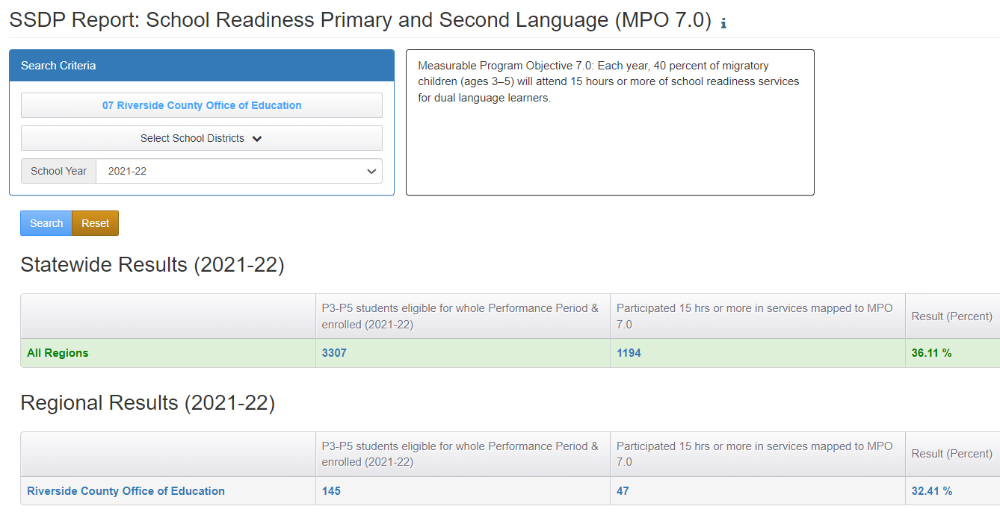 SSDP Report: School Readiness Primary and Second Language (MPO 7.0) i
Search Criteria
07 Riverside County Office of Education
Select School Districts
School Year 2021-22
Measurable Program Objective 7.0: Each year, 40 percent of migratory
children (ages 3–5) will attend 15 hours or more of school readiness services
for dual language learners.
Search Reset
Statewide Results (2021-22)
P3-P5 students eligible for whole Performance Period &
enrolled (2021-22)
Participated 15 hrs or more in services mapped to MPO
7.0
Result (Percent)
All Regions 3307 1194 36.11 %
Regional Results (2021-22)
P3-P5 students eligible for whole Performance Period &
enrolled (2021-22)
Participated 15 hrs or more in services mapped to MPO
7.0
Result (Percent)
Riverside County Office of Education 145 47 32.41 %